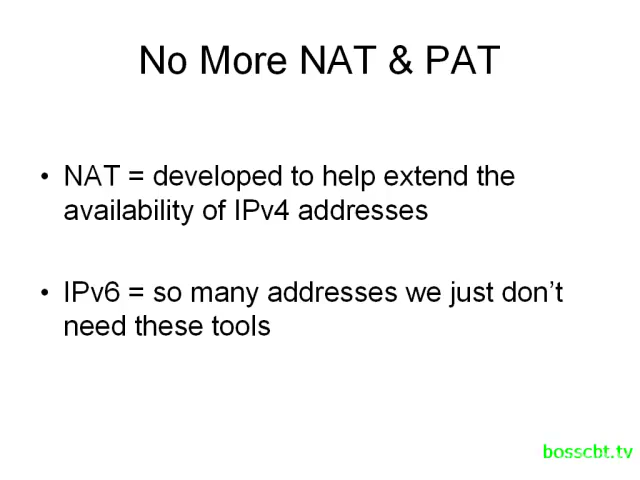 No More NAT & PAT
• NAT = developed to help extend the
availability of IPv4 addresses
• IPv6 = so many addresses we just don't
need these tools
bosscbt.tv